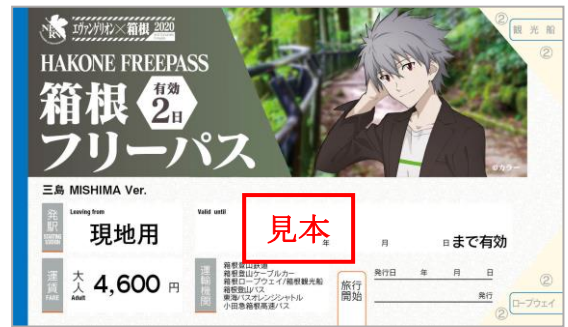 エヴァンゲリオン×箱根 2020
HAKONE FREEPASS
箱根
有効
2日
フリーパス
©カラー
②
観光船
②
三島 MISHIMA Ver.
発駅
Leaving from
現地用
Valid until
見本
年 月 日まで有効
運賃
FARE
大人
Adult
4,600 円
運輸機関
箱根登山鉄道
箱根登山ケーブルカー
箱根ロープウェイ/箱根観光船
箱根登山バス
東海バスオレンジシャトル
小田急箱根高速バス
旅行開始
発行日 年 月 日
発行
②
ロープウェイ
②